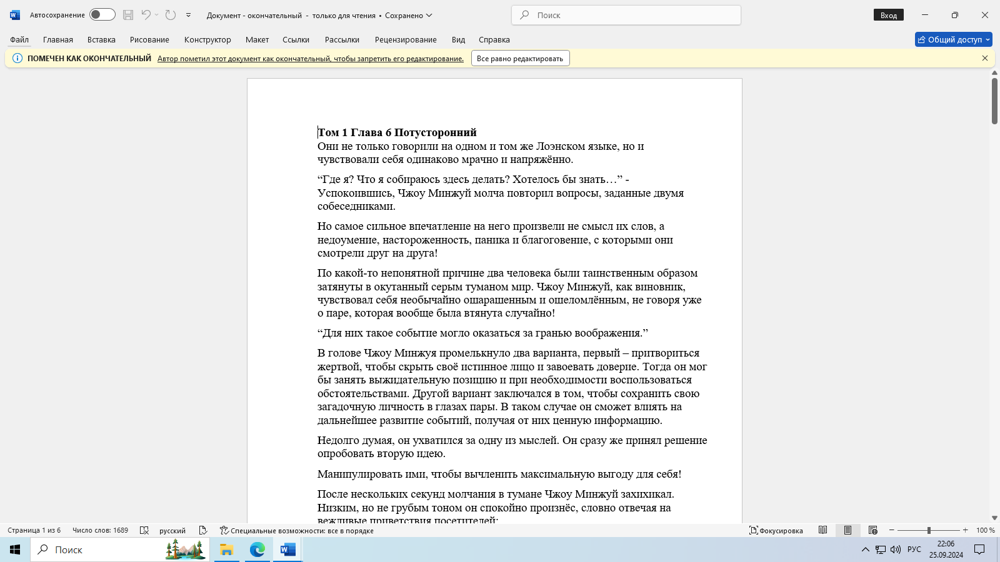 Автосохранение
Документ - окончательный - только для чтения • Сохранено
Поиск
Вход
Файл Главная Вставка Рисование Конструктор Макет Ссылки Рассылки Рецензирование Вид Справка
Общий доступ
ПОМЕЧЕН КАК ОКОНЧАТЕЛЬНЫЙ Автор пометил этот документ как окончательный, чтобы запретить его редактирование. Все равно редактировать
Том 1 Глава 6 Потусторонний
Они не только говорили на одном и том же Лоэнском языке, но и
чувствовали себя одинаково мрачно и напряжённо.
“Где я? Что я собираюсь здесь делать? Хотелось бы знать…” -
Успокоившись, Чжоу Минжуй молча повторил вопросы, заданные двумя
собеседниками.
Но самое сильное впечатление на него произвели не смысл их слов, а
недоумение, настороженность, паника и благоговение, с которыми они
смотрели друг на друга!
По какой-то непонятной причине два человека были таинственным образом
затянуты в окутанный серым туманом мир. Чжоу Минжуй, как виновник,
чувствовал себя необычайно ошарашенным и ошеломлённым, не говоря уже
о паре, которая вообще была втянута случайно!
“Для них такое событие могло оказаться за гранью воображения.”
В голове Чжоу Минжуя промелькнуло два варианта, первый – притвориться
жертвой, чтобы скрыть своё истинное лицо и завоевать доверие. Тогда он мог
бы занять выжидательную позицию и при необходимости воспользоваться
обстоятельствами. Другой вариант заключался в том, чтобы сохранить свою
загадочную личность в глазах пары. В таком случае он сможет влиять на
дальнейшее развитие событий, получая от них ценную информацию.
Недолго думая, он ухватился за одну из мыслей. Он сразу же принял решение
опробовать вторую идею.
Манипулировать ими, чтобы вычленить максимальную выгоду для себя!
После нескольких секунд молчания в тумане Чжоу Минжуй захихикал.
Низким, но не грубым тоном он спокойно произнёс, словно отвечая на
вежливые приветствия посетителей:
Страница 1 из 6 Число слов: 1689 русский Специальные возможности: все в порядке Фокусировка 100 %
Поиск
РУС
22:06
25.09.2024